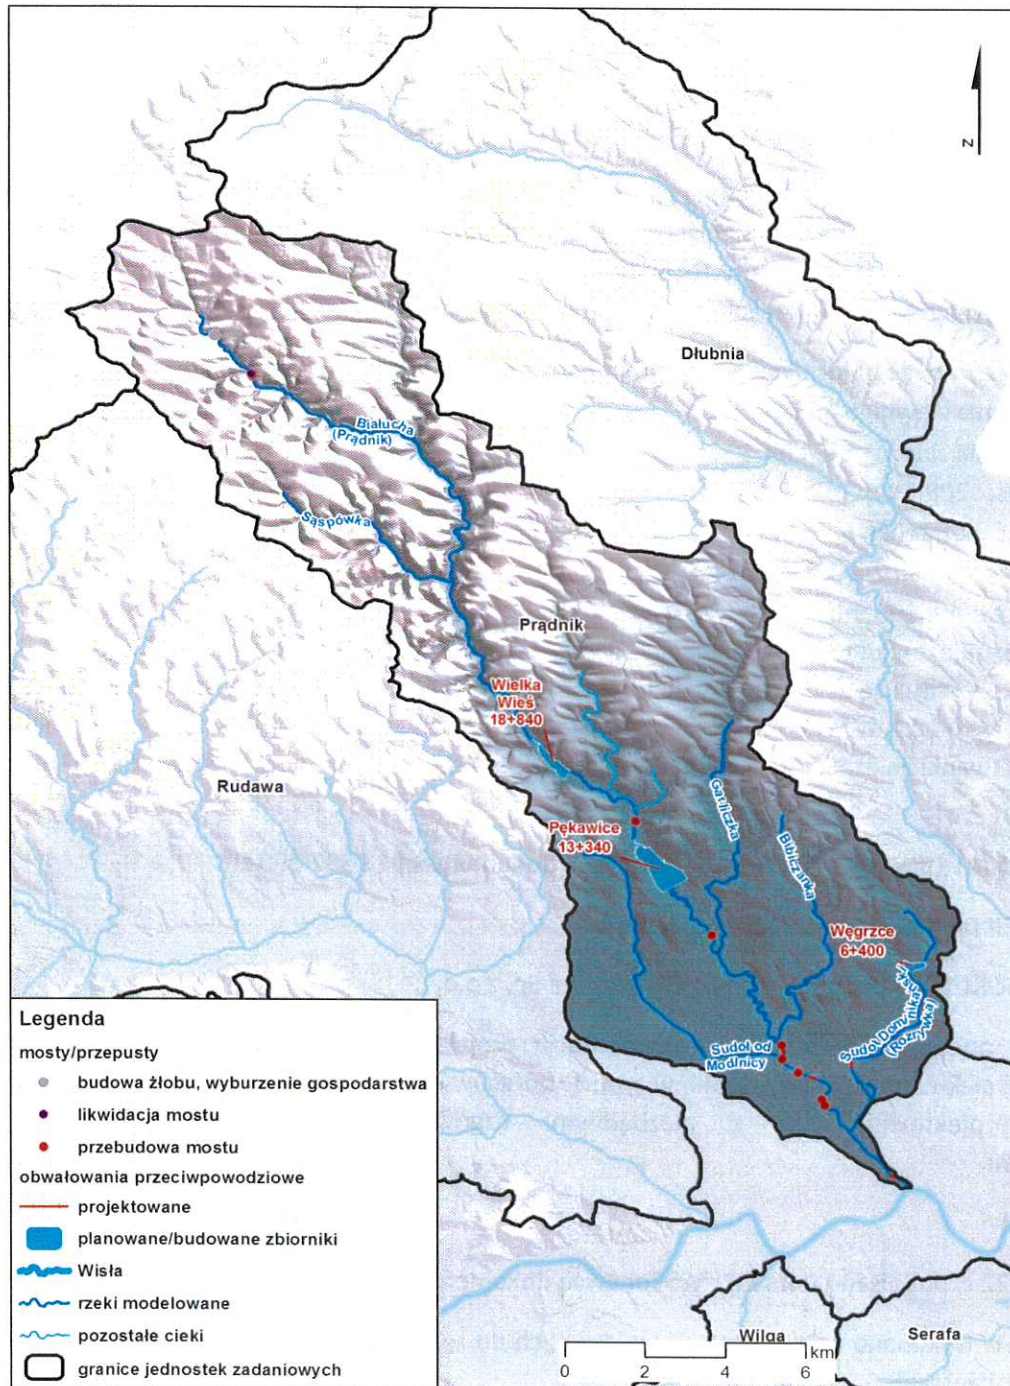 N
Dłubnia
Białucha
(Prądnik)
Sąspówka
Prądnik
Wielka
Wieś
18+840
Rudawa
Garliczka
Pękawice
13+340
Bibiczanka
Węgrzce
6+400
Sudoł od
Modlnicy
Sudoł Dominikański
(Rozrywka)
Legenda
mosty/przepusty
budowa żłobu, wyburzenie gospodarstwa
likwidacja mostu
przebudowa mostu
obwałowania przeciwpowodziowe
projektowane
planowane/budowane zbiorniki
Wisła
rzeki modelowane
pozostałe cieki
granice jednostek zadaniowych
Wilga
Serafa
km
0 2 4 6